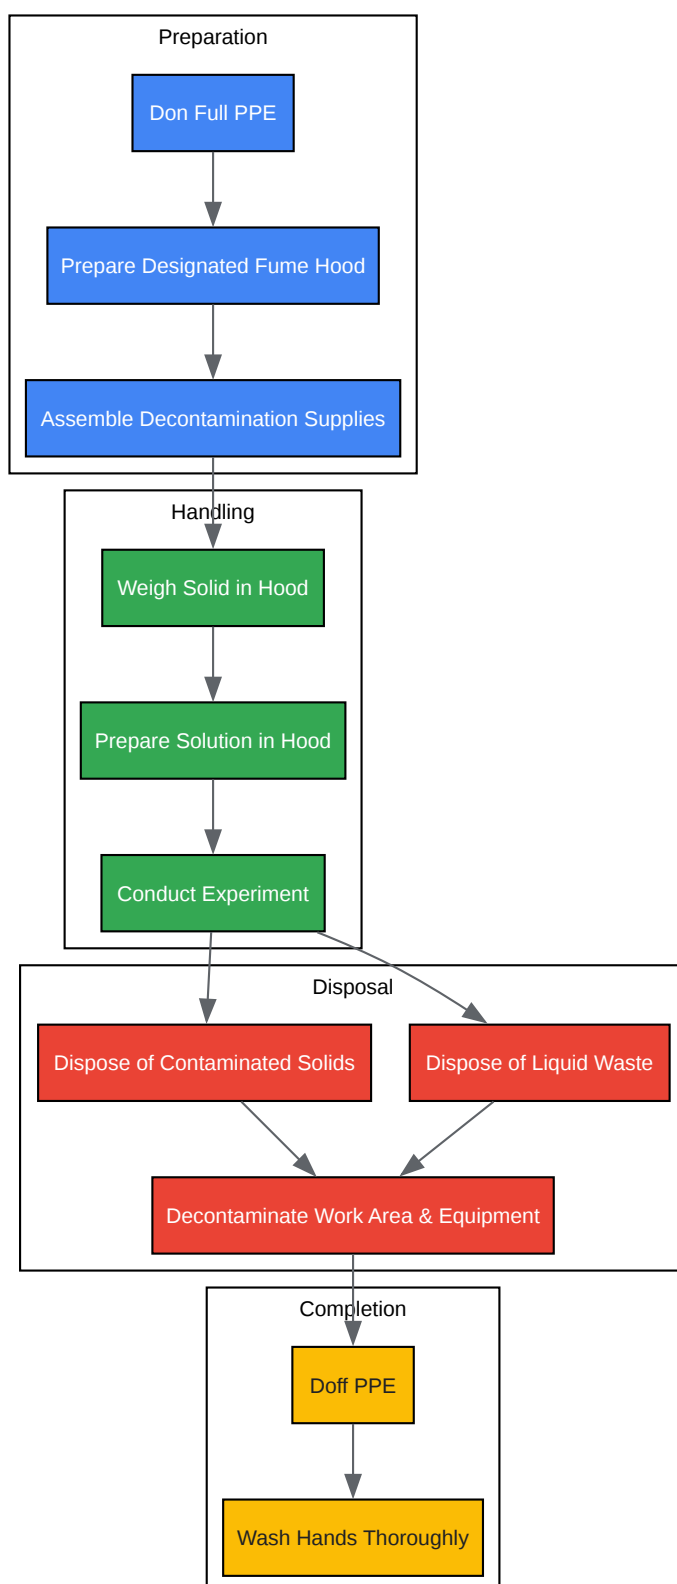 Preparation
Don Full PPE
Prepare Designated Fume Hood
Assemble Decontamination Supplies
Handling
Weigh Solid in Hood
Prepare Solution in Hood
Conduct Experiment
Disposal
Dispose of Contaminated Solids
Dispose of Liquid Waste
Decontaminate Work Area & Equipment
Completion
Doff PPE
Wash Hands Thoroughly